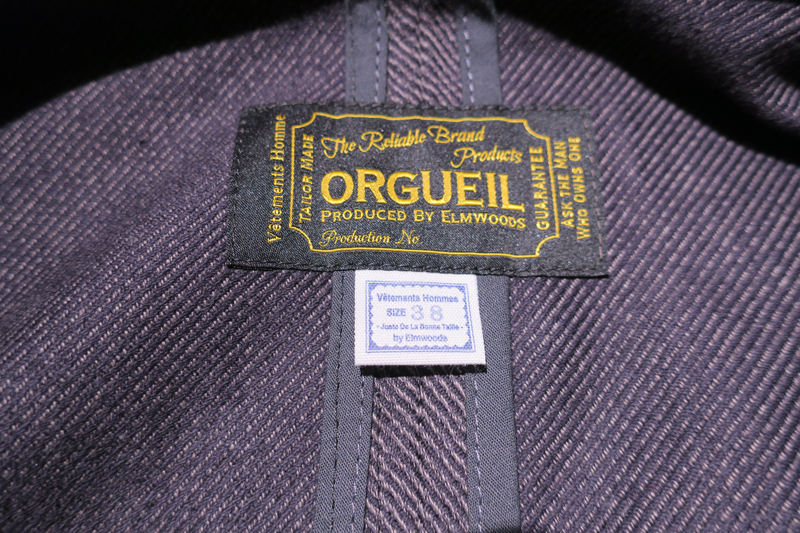 Vêtements Homme
TAILOR MADE
The Reliable Brand
Products
ORGUEIL
PRODUCED BY ELMWOODS
Production No
GUARANTEE
ASK THE MAN
WHO OWNS ONE
Vêtements Hommes
SIZE 38
- Juste De La Bonne Taille -
by Elmwoods